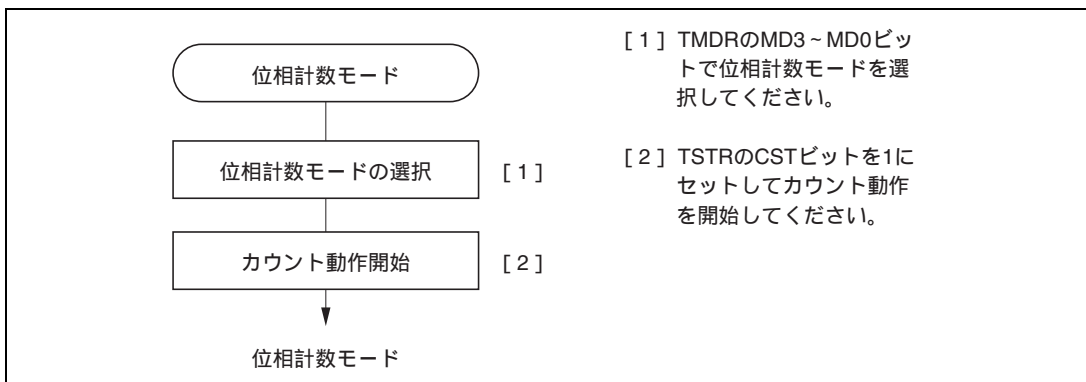 位相計数モード
位相計数モードの選択 [1]
カウント動作開始 [2]
位相計数モード
[1] TMDRのMD3～MD0ビッ
トで位相計数モードを選
択してください。
[2] TSTRのCSTビットを1に
セットしてカウント動作
を開始してください。